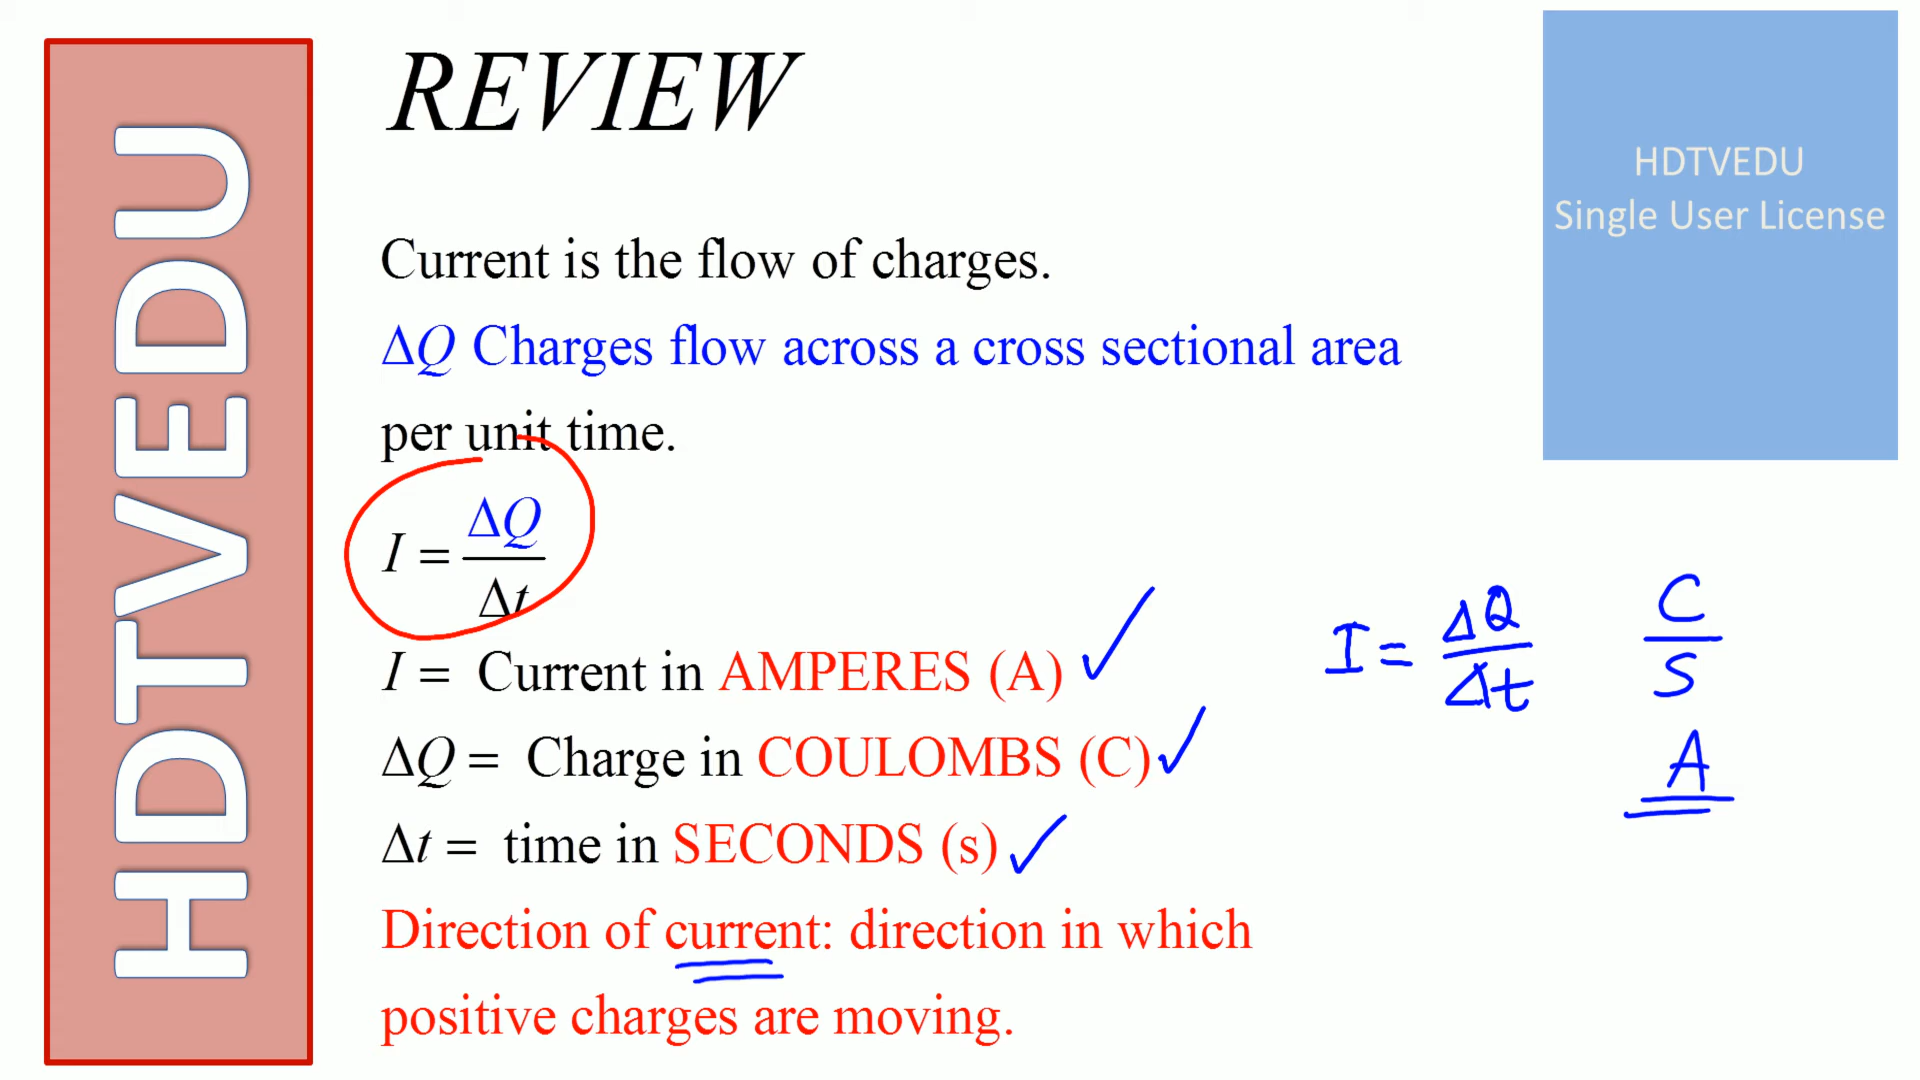 HDTVEDU
REVIEW
HDTVEDU
Single User License
Current is the flow of charges.
ΔQ Charges flow across a cross sectional area
per unit time.
I = ΔQ/Δt
I = Current in AMPERES (A)
ΔQ = Charge in COULOMBS (C)
Δt = time in SECONDS (s)
Direction of current: direction in which
positive charges are moving.
I = ΔQ/Δt C/S
A